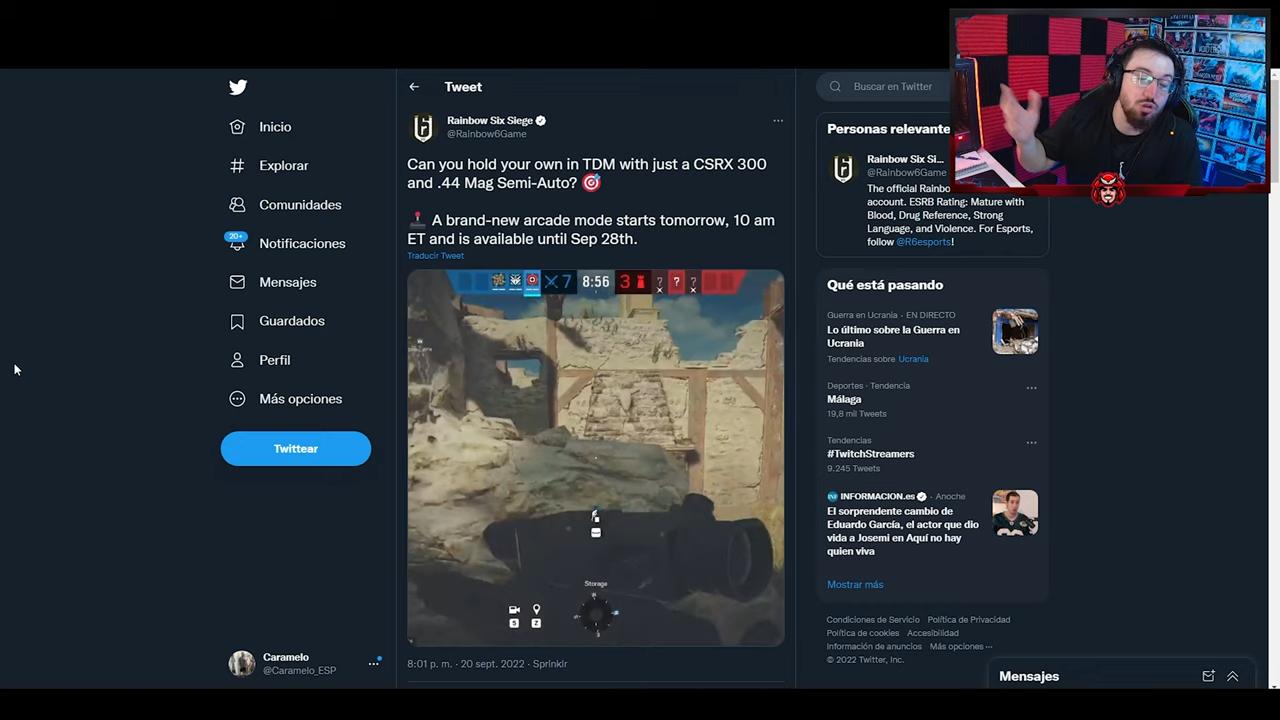 Inicio
Explorar
Comunidades
20+
Notificaciones
Mensajes
Guardados
Perfil
Más opciones
Twittear
Caramelo
@Caramelo_ESP
Tweet
Rainbow Six Siege
@Rainbow6Game
Can you hold your own in TDM with just a CSRX 300
and .44 Mag Semi-Auto? 🎯
🕹️ A brand-new arcade mode starts tomorrow, 10 am
ET and is available until Sep 28th.
Traducir Tweet
7 8:56 3 ? ? ?
Storage
5 Z
8:01 p. m. · 20 sept. 2022 · Sprinklr
Buscar en Twitter
Personas relevante
Rainbow Six Si...
@Rainbow6Game
The official Rainbo
account. ESRB Rating: Mature with
Blood, Drug Reference, Strong
Language, and Violence. For Esports,
follow @R6esports!
Qué está pasando
Guerra en Ucrania · EN DIRECTO
Lo último sobre la Guerra en
Ucrania
Tendencias sobre Ucrania
Deportes · Tendencia
Málaga
19,8 mil Tweets
Tendencias
#TwitchStreamers
9.245 Tweets
INFORMACION.es · Anoche
El sorprendente cambio de
Eduardo García, el actor que dio
vida a Josemi en Aquí no hay
quien viva
Mostrar más
Condiciones de Servicio Política de Privacidad
Política de cookies Accesibilidad
Información de anuncios Más opciones ···
© 2022 Twitter, Inc.
Mensajes